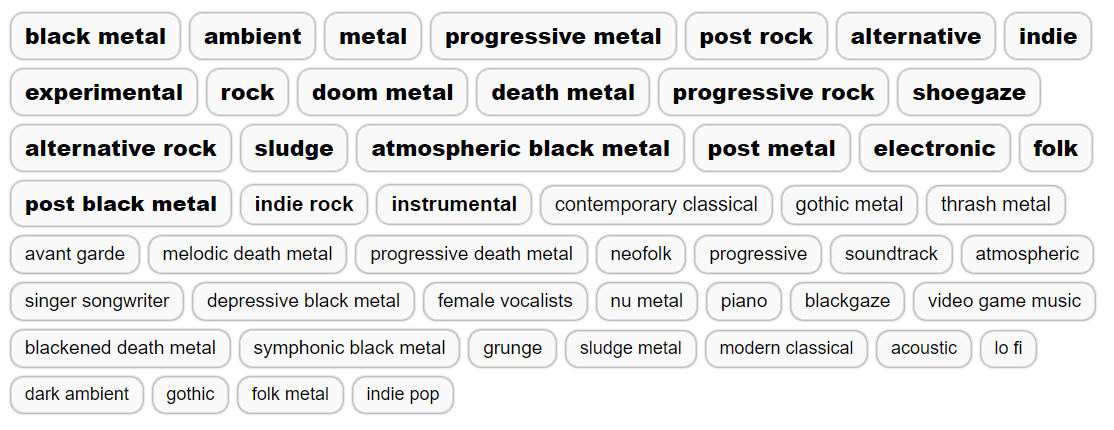 black metal ambient metal progressive metal post rock alternative indie
experimental rock doom metal death metal progressive rock shoegaze
alternative rock sludge atmospheric black metal post metal electronic folk
post black metal indie rock instrumental contemporary classical gothic metal thrash metal
avant garde melodic death metal progressive death metal neofolk progressive soundtrack atmospheric
singer songwriter depressive black metal female vocalists nu metal piano blackgaze video game music
blackened death metal symphonic black metal grunge sludge metal modern classical acoustic lo fi
dark ambient gothic folk metal indie pop